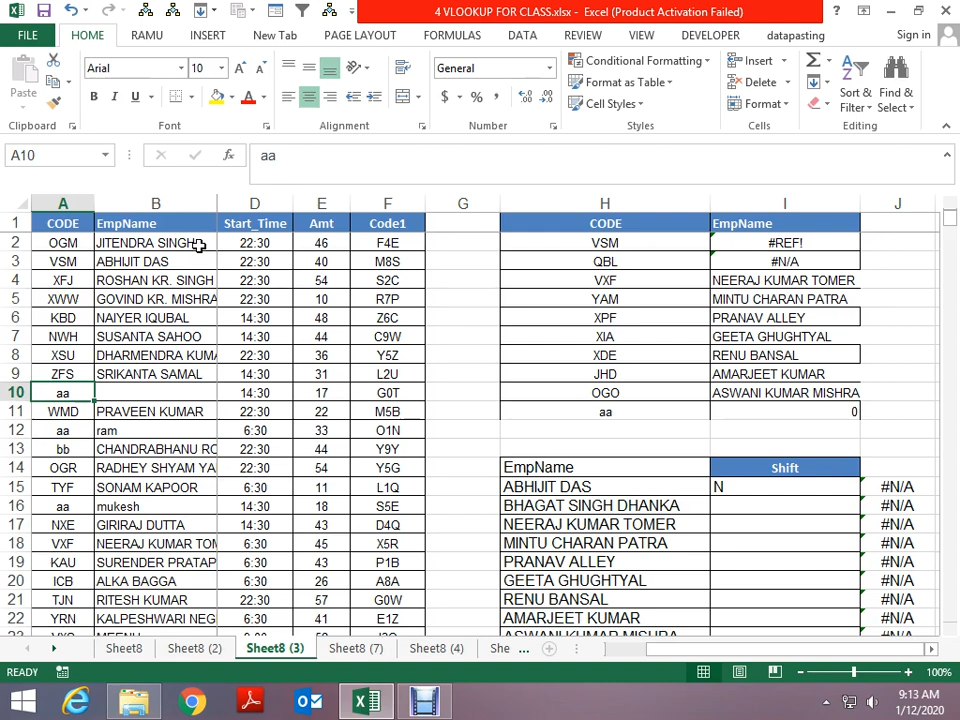 4 VLOOKUP FOR CLASS.xlsx - Excel (Product Activation Failed)
FILE HOME RAMU INSERT New Tab PAGE LAYOUT FORMULAS DATA REVIEW VIEW DEVELOPER datapasting Sign in
Paste Arial 10 General Conditional Formatting Format as Table Cell Styles Insert Delete Format Sort & Filter Find & Select
Clipboard Font Alignment Number Styles Cells Editing
A10 aa
A B D E F G H I J
1 CODE EmpName Start_Time Amt Code1 CODE EmpName
2 OGM JITENDRA SINGH 22:30 46 F4E VSM #REF!
3 VSM ABHIJIT DAS 22:30 40 M8S QBL #N/A
4 XFJ ROSHAN KR. SINGH 22:30 54 S2C VXF NEERAJ KUMAR TOMER
5 XWW GOVIND KR. MISHRA 22:30 10 R7P YAM MINTU CHARAN PATRA
6 KBD NAIYER IQUBAL 14:30 48 Z6C XPF PRANAV ALLEY
7 NWH SUSANTA SAHOO 14:30 44 C9W XIA GEETA GHUGHTYAL
8 XSU DHARMENDRA KUMA 22:30 36 Y5Z XDE RENU BANSAL
9 ZFS SRIKANTA SAMAL 14:30 31 L2U JHD AMARJEET KUMAR
10 aa 14:30 17 G0T OGO ASWANI KUMAR MISHRA
11 WMD PRAVEEN KUMAR 22:30 22 M5B aa 0
12 aa ram 6:30 33 O1N
13 bb CHANDRABHANU RO 22:30 44 Y9Y
14 OGR RADHEY SHYAM YA 22:30 54 Y5G EmpName Shift
15 TYF SONAM KAPOOR 6:30 11 L1Q ABHIJIT DAS N #N/A
16 aa mukesh 14:30 18 S5E BHAGAT SINGH DHANKA #N/A
17 NXE GIRIRAJ DUTTA 14:30 43 D4Q NEERAJ KUMAR TOMER #N/A
18 VXF NEERAJ KUMAR TOM 6:30 45 X5R MINTU CHARAN PATRA #N/A
19 KAU SURENDER PRATAP 6:30 43 P1B PRANAV ALLEY #N/A
20 ICB ALKA BAGGA 6:30 26 A8A GEETA GHUGHTYAL #N/A
21 TJN RITESH KUMAR 22:30 57 G0W RENU BANSAL #N/A
22 YRN KALPESHWARI NEG 6:30 41 E1Z AMARJEET KUMAR #N/A
ASWANI KUMAR MISHRA
Sheet8 Sheet8 (2) Sheet8 (3) Sheet8 (7) Sheet8 (4) She ...
READY 100%
9:13 AM
1/12/2020